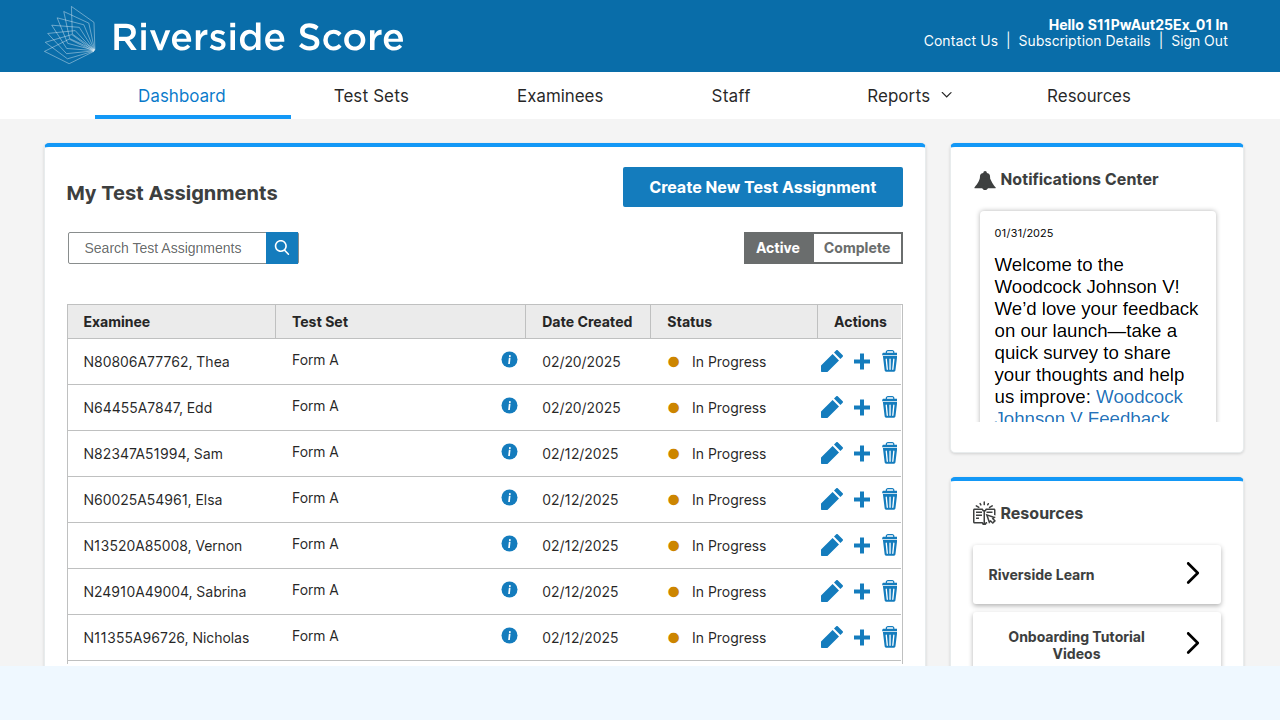 Riverside Score
Hello S11PwAut25Ex_01 In
Contact Us | Subscription Details | Sign Out
Dashboard
Test Sets
Examinees
Staff
Reports
Resources
My Test Assignments
Create New Test Assignment
Search Test Assignments
Active
Complete
Examinee Test Set Date Created Status Actions
N80806A77762, Thea Form A 02/20/2025 In Progress
N64455A7847, Edd Form A 02/20/2025 In Progress
N82347A51994, Sam Form A 02/12/2025 In Progress
N60025A54961, Elsa Form A 02/12/2025 In Progress
N13520A85008, Vernon Form A 02/12/2025 In Progress
N24910A49004, Sabrina Form A 02/12/2025 In Progress
N11355A96726, Nicholas Form A 02/12/2025 In Progress
Notifications Center
01/31/2025
Welcome to the
Woodcock Johnson V!
We’d love your feedback
on our launch—take a
quick survey to share
your thoughts and help
us improve: Woodcock
Johnson V Feedback
Resources
Riverside Learn
Onboarding Tutorial
Videos